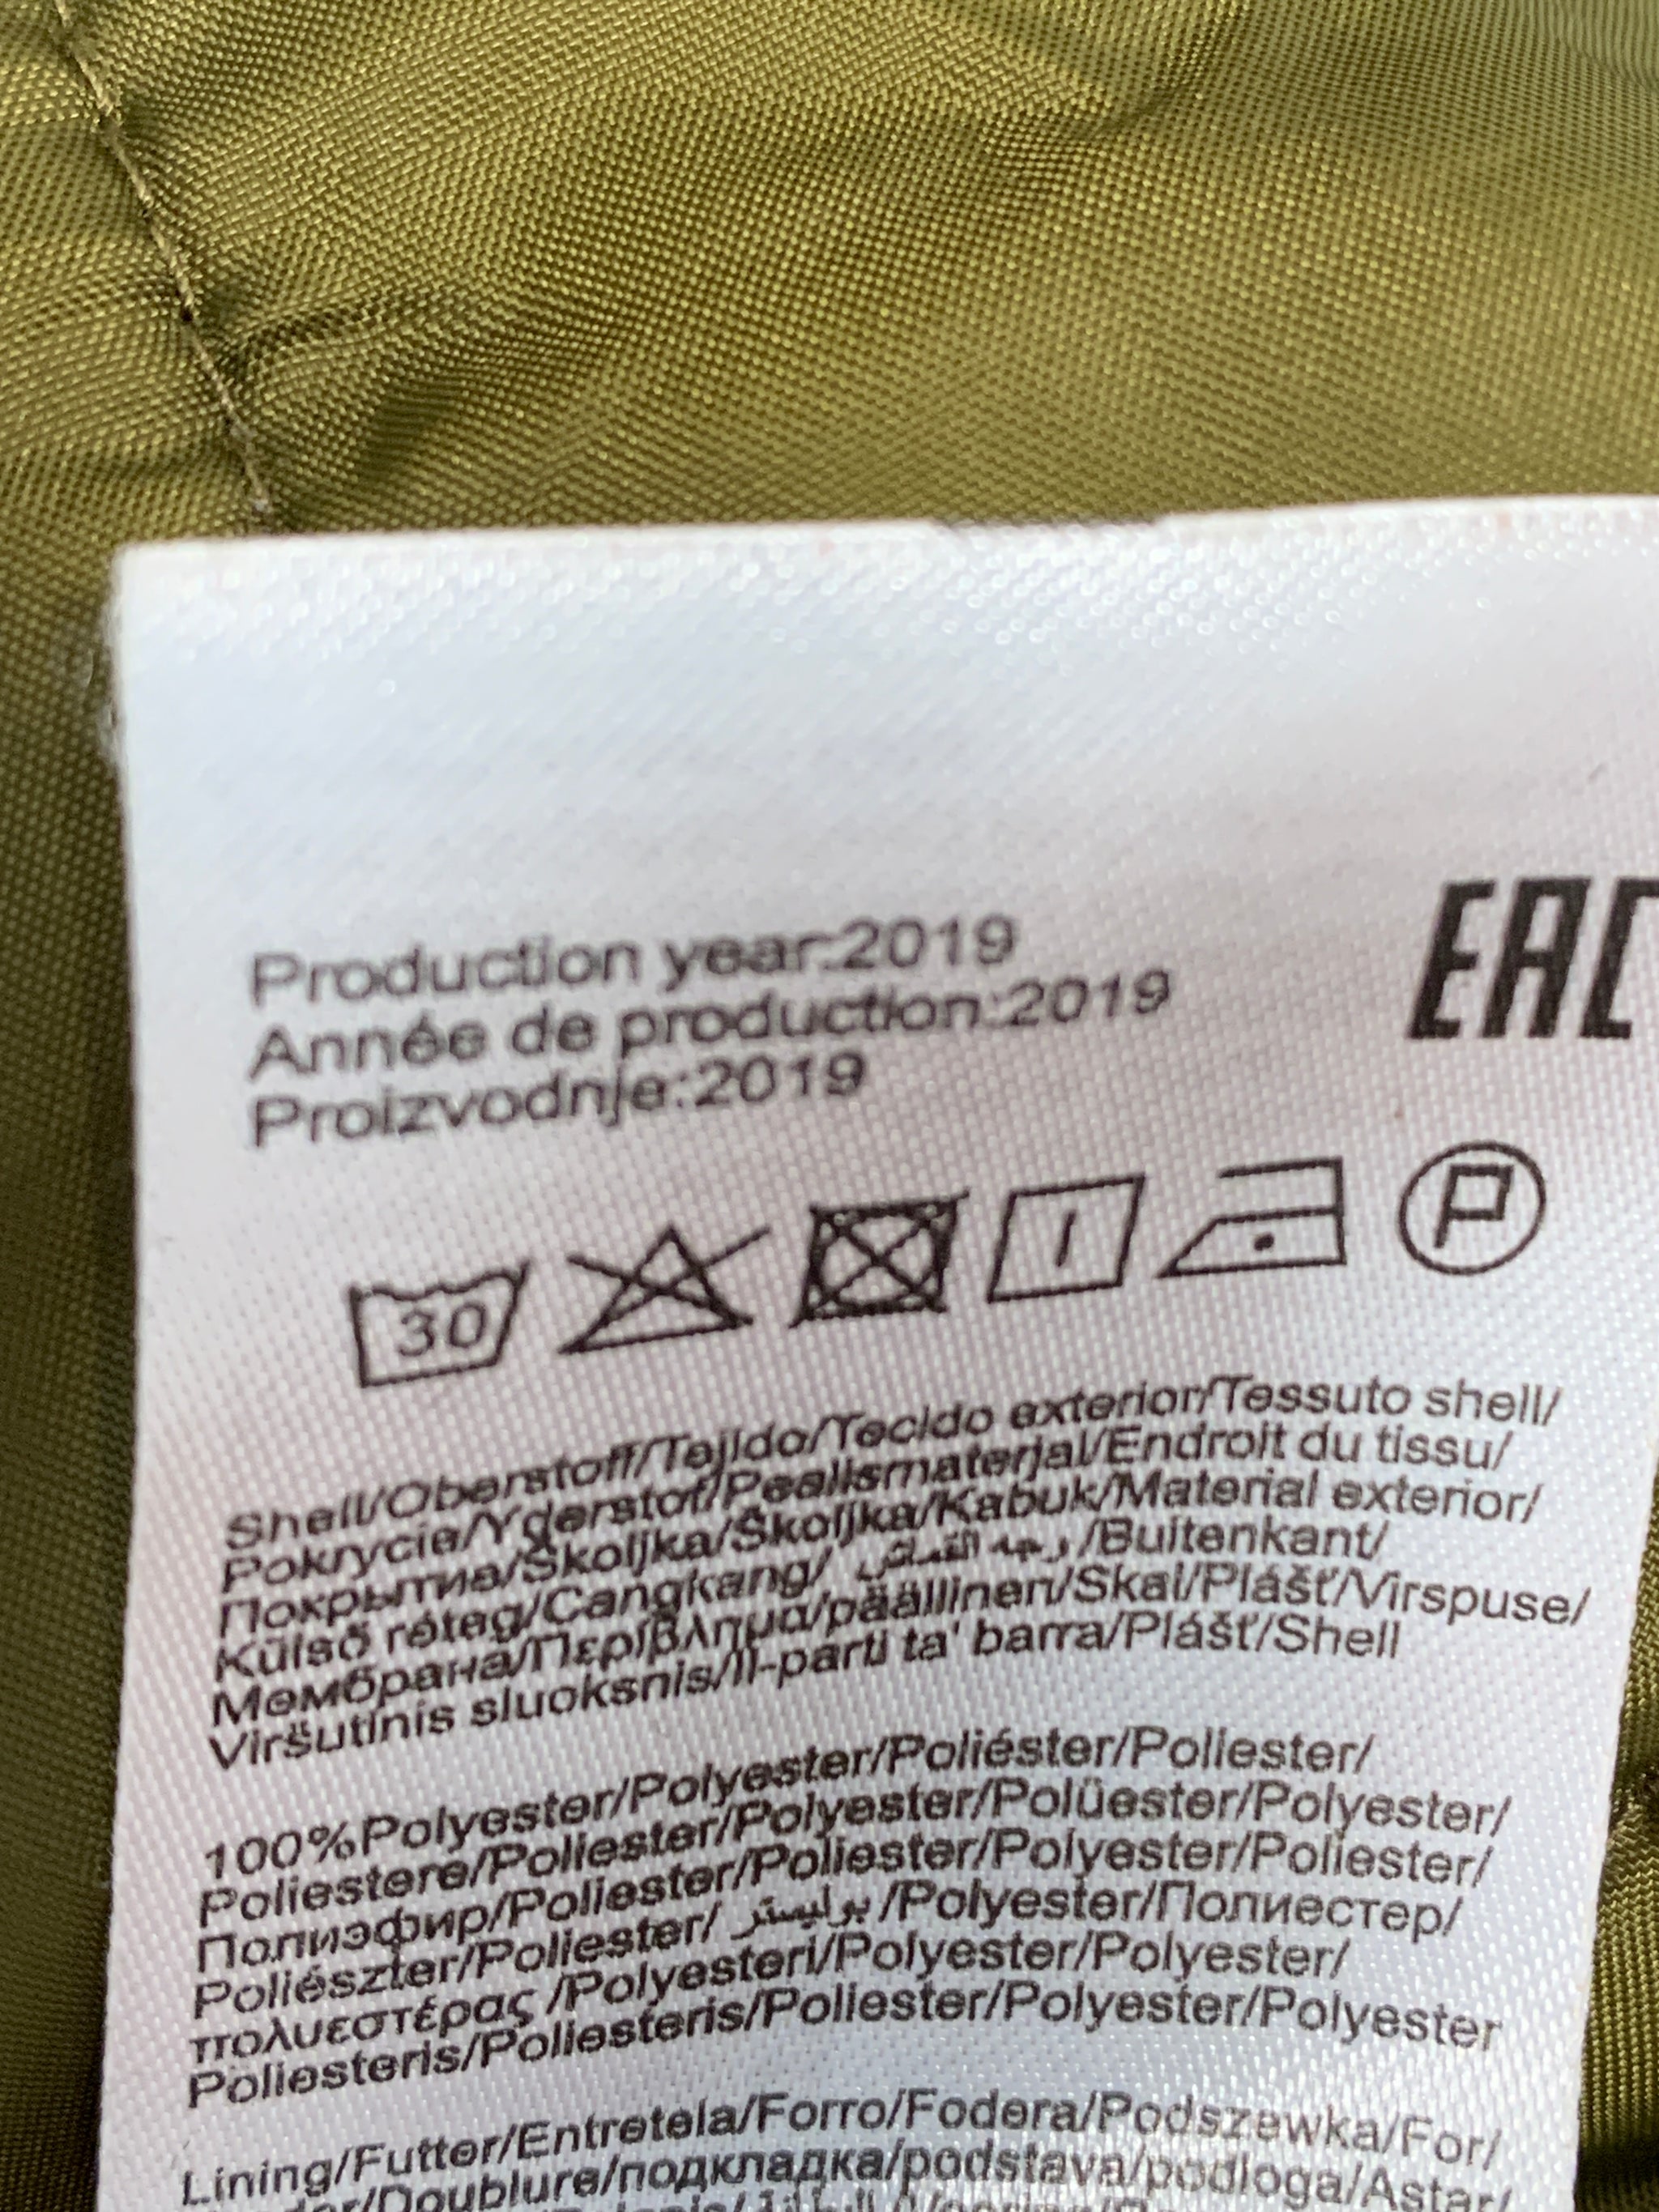 Production year:2019
EAC
Année de production:2019
Proizvodnje:2019
30
P
Shell/Oberstoff/Tejido/Tecido exterior/Tessuto shell/
Pokrycie/Yderstof/Pealismaterjal/Endroit du tissu/
Покрытие/Školjka/Školjka/Kabuk/Material exterior/
Külső réteg/Cangkang/ وجه القماش /Buitenkant/
Мембрана/Περίβλημα/päällinen/Skal/Plášť/Virspuse/
Viršutinis sluoksnis/Il-parti ta' barra/Plášť/Shell
100%Polyester/Polyester/Poliéster/Poliester/
Poliestere/Poliester/Polyester/Polüester/Polyester/
Полиэфир/Poliester/Poliester/Polyester/Poliester/
Poliészter/Poliester/ بوليستر /Polyester/Полиестер/
πολυεστέρας /Polyesteri/Polyester/Polyester/
Poliesteris/Poliesteris/Poliester/Polyester/Polyester
Lining/Futter/Entretela/Forro/Fodera/Podszewka/For/
/Doublure/подкладка/podstava/podloga/Astar/